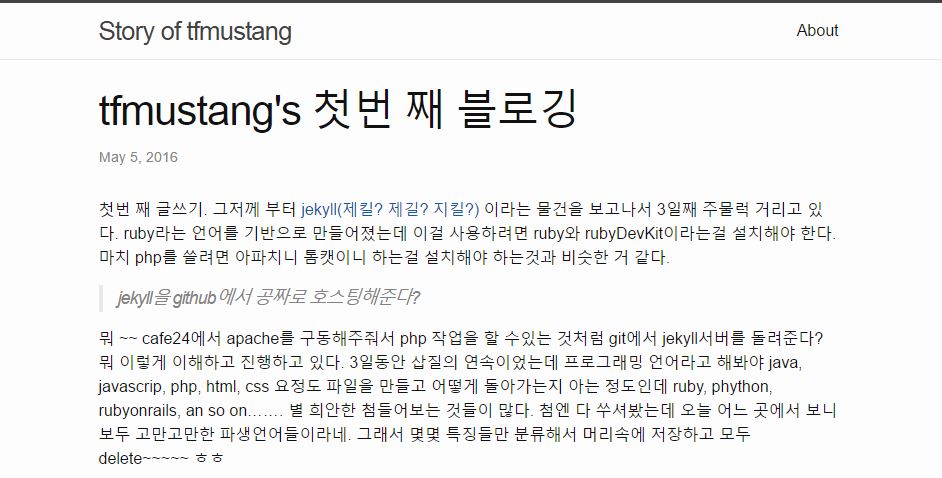 Story of tfmustang
About
tfmustang's 첫번 째 블로깅
May 5, 2016
첫번 째 글쓰기. 그저께 부터 jekyll(제킬? 제길? 지킬?) 이라는 물건을 보고나서 3일째 주물럭 거리고 있
다. ruby라는 언어를 기반으로 만들어졌는데 이걸 사용하려면 ruby와 rubyDevKit이라는걸 설치해야 한다.
마치 php를 쓸려면 아파치니 톰캣이니 하는걸 설치해야 하는것과 비슷한 거 같다.
jekyll을 github에서 공짜로 호스팅해준다?
뭐 ~~ cafe24에서 apache를 구동해주줘서 php 작업을 할 수있는 것처럼 git에서 jekyll서버를 돌려준다?
뭐 이렇게 이해하고 진행하고 있다. 3일동안 삽질의 연속이었는데 프로그래밍 언어라고 해봐야 java,
javascrip, php, html, css 요정도 파일을 만들고 어떻게 돌아가는지 아는 정도인데 ruby, phython,
rubyonrails, an so on……. 별 희안한 첨들어보는 것들이 많다. 첨엔 다 쑤셔봤는데 오늘 어느 곳에서 보니
보두 고만고만한 파생언어들이라네. 그래서 몇몇 특징들만 분류해서 머리속에 저장하고 모두
delete~~~~~ ㅎㅎ